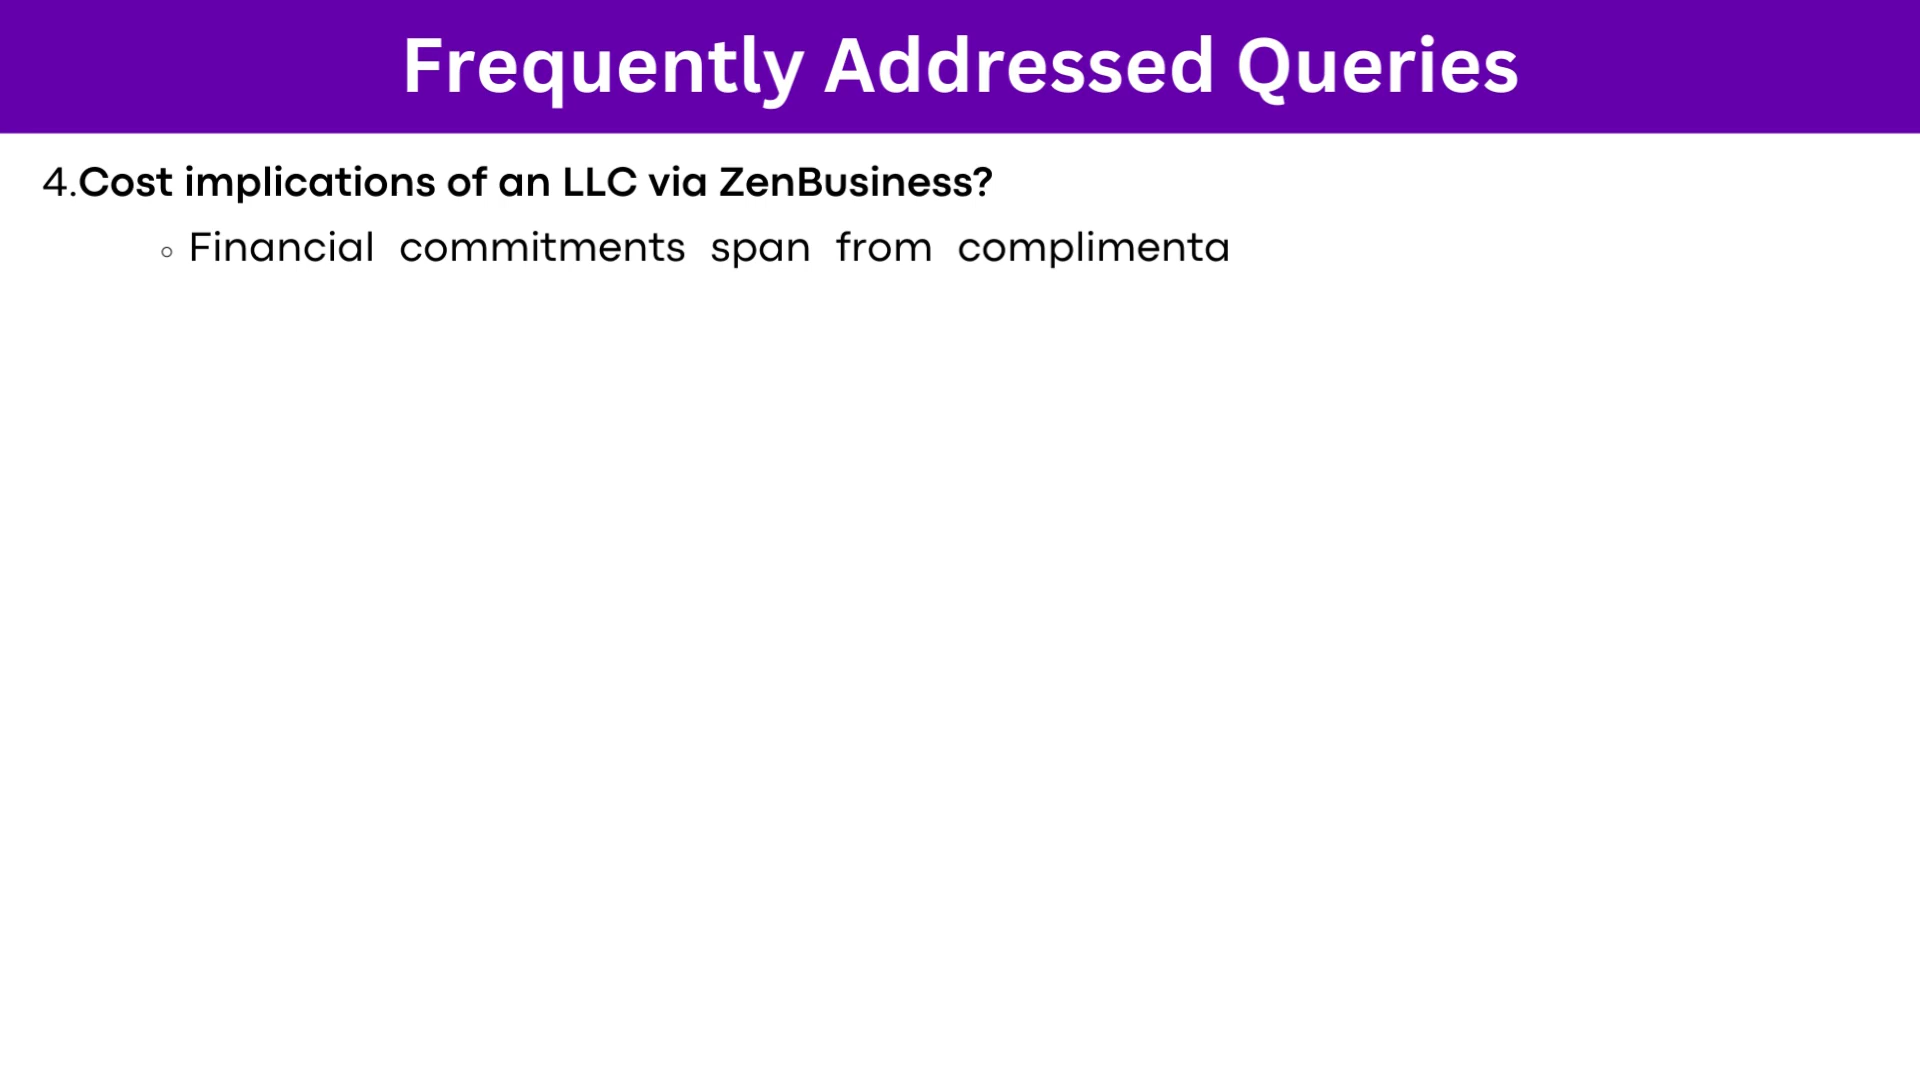 Frequently Addressed Queries
4.Cost implications of an LLC via ZenBusiness?
◦ Financial commitments span from complimenta